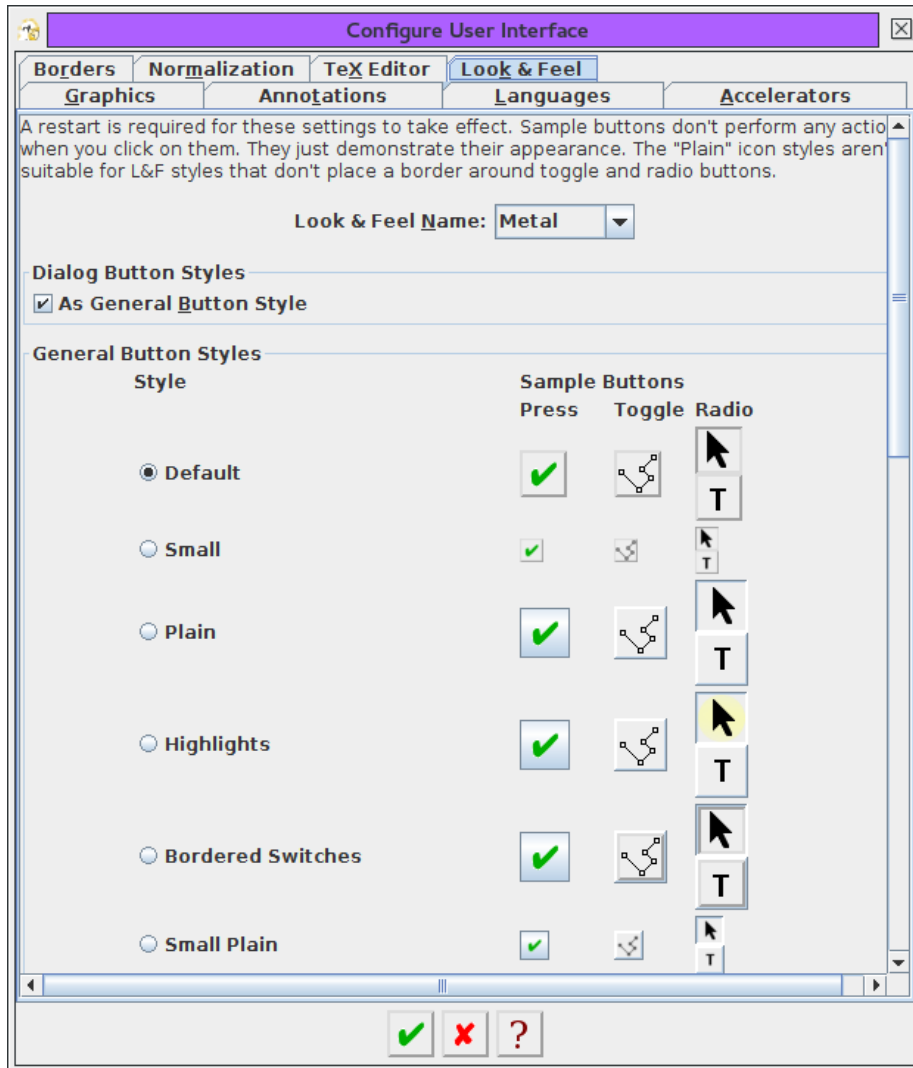 Configure User Interface
Borders Normalization TeX Editor Look & Feel
Graphics Annotations Languages Accelerators
A restart is required for these settings to take effect. Sample buttons don't perform any actio
when you click on them. They just demonstrate their appearance. The "Plain" icon styles aren'
suitable for L&F styles that don't place a border around toggle and radio buttons.
Look & Feel Name: Metal
Dialog Button Styles
As General Button Style
General Button Styles
Style Sample Buttons
Press Toggle Radio
Default
T
Small
T
Plain
T
Highlights
T
Bordered Switches
T
Small Plain
T
?